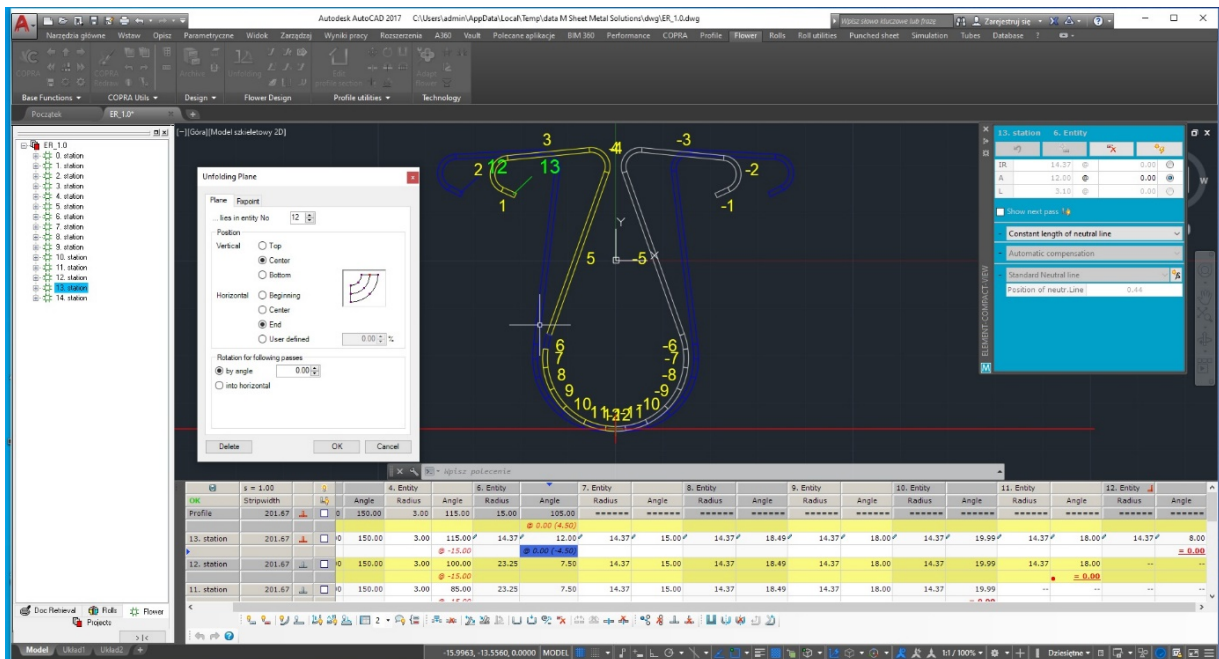 Autodesk AutoCAD 2017 C:\Users\admin\AppData\Local\Temp\data M Sheet Metal Solutions\dwg\ER_1.0.dwg
Wpisz słowo kluczowe lub frazę Zarejestruj się
Narzędzia główne Wstaw Opisz Parametryczne Widok Zarządzaj Wyniki pracy Rozszerzenia A360 Vault Polecane aplikacje BIM 360 Performance COPRA Profile Flower Rolls Roll utilities Punched sheet Simulation Tubes Database ?
Base Functions COPRA Utils Design Flower Design Profile utilities Technology
Początek ER_1.0*
[−][Góra][Model szkieletowy 2D]
ER_1.0
0. station
1. station
2. station
3. station
4. station
5. station
6. station
7. station
8. station
9. station
10. station
11. station
12. station
13. station
14. station
Doc Retrieval Rolls Flower
Projects
>|<
Unfolding Plane
Plane Fixpoint
... lies in entity No 12
Position
Vertical Top
Center
Bottom
Horizontal Beginning
Center
End
User defined 0.00 %
Rotation for following passes
by angle 0.00
into horizontal
Delete OK Cancel
3 4 -3
2 12 13 -2
1 -1
Y
5 -5 X
6 -6
7 -7
8 -8
9 -9
10 -10
11
13. station 6. Entity
IR 14.37 @ 0.00
A 12.00 @ 0.00
L 3.10 @ 0.00
Show next pass
Constant length of neutral line
Automatic compensation
Standard Neutral line
Position of neutr.Line 0.44
ELEMENT-COMPACT-VIEW
W
Wpisz polecenie
s = 1.00 4. Entity 5. Entity 7. Entity 8. Entity 9. Entity 10. Entity 11. Entity 12. Entity
OK Stripwidth Angle Radius Angle Radius Angle Radius Angle Radius Angle Radius Angle Radius Angle Radius Angle Radius Angle
Profile 201.67 0 150.00 3.00 115.00 15.00 105.00 ====== ====== ====== ====== ====== ====== ====== ====== ====== ====== ======
@ 0.00 (4.50)
13. station 201.67 150.00 3.00 115.00 14.37 12.00 14.37 15.00 14.37 18.49 14.37 18.00 14.37 19.99 14.37 18.00 14.37 8.00
@ -15.00 @ 0.00 (-4.50) = 0.00
12. station 201.67 150.00 3.00 100.00 23.25 7.50 14.37 15.00 14.37 18.49 14.37 18.00 14.37 19.99 14.37 18.00 -- --
@ -15.00 = 0.00
11. station 201.67 150.00 3.00 85.00 23.25 7.50 14.37 15.00 14.37 18.49 14.37 18.00 14.37 19.99 -- -- -- --
2
Model Układ1 Układ2 +
-15.9963, -13.5560, 0.0000 MODEL 1:1 / 100% Dziesiętne